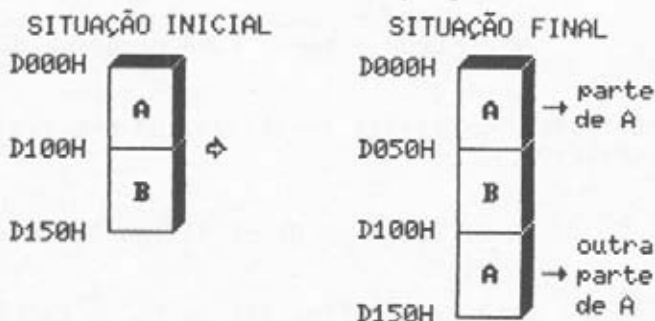 SITUAÇÃO INICIAL
D000H
A
D100H
B
D150H
SITUAÇÃO FINAL
D000H
A
parte
de A
D050H
B
D100H
A
outra
parte
de A
D150H